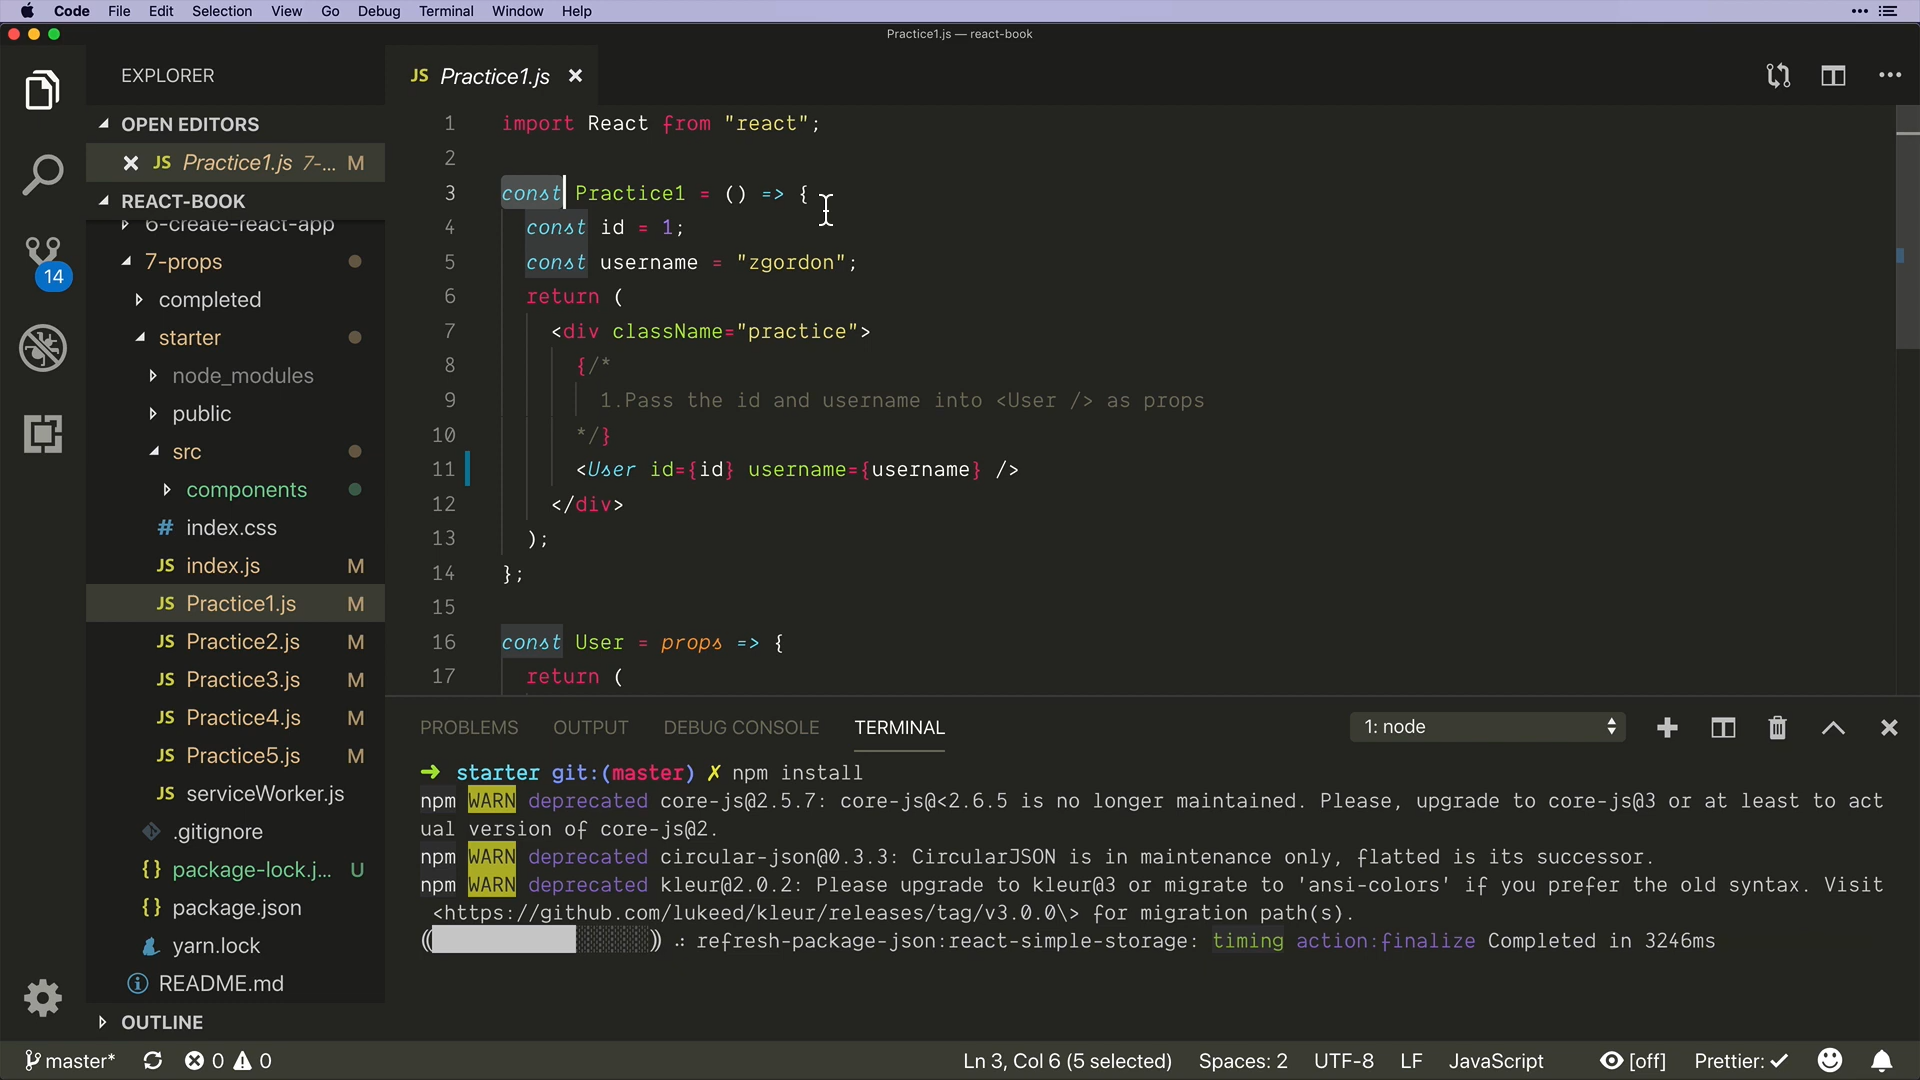 Code File Edit Selection View Go Debug Terminal Window Help
Practice1.js — react-book
EXPLORER
OPEN EDITORS
JS Practice1.js 7-... M
REACT-BOOK
6-create-react-app
7-props
completed
starter
node_modules
public
src
components
# index.css
JS index.js M
JS Practice1.js M
JS Practice2.js M
JS Practice3.js M
JS Practice4.js M
JS Practice5.js M
JS serviceWorker.js
.gitignore
{} package-lock.j... U
{} package.json
yarn.lock
README.md
OUTLINE
14
JS Practice1.js
1 import React from "react";
2
3 const Practice1 = () => {
4 const id = 1;
5 const username = "zgordon";
6 return (
7 <div className="practice">
8 {/*
9 1.Pass the id and username into <User /> as props
10 */}
11 <User id={id} username={username} />
12 </div>
13 );
14 };
15
16 const User = props => {
17 return (
PROBLEMS OUTPUT DEBUG CONSOLE TERMINAL 1: node
➜ starter git:(master) ✗ npm install
npm WARN deprecated core-js@2.5.7: core-js@<2.6.5 is no longer maintained. Please, upgrade to core-js@3 or at least to act
ual version of core-js@2.
npm WARN deprecated circular-json@0.3.3: CircularJSON is in maintenance only, flatted is its successor.
npm WARN deprecated kleur@2.0.2: Please upgrade to kleur@3 or migrate to 'ansi-colors' if you prefer the old syntax. Visit
<https://github.com/lukeed/kleur/releases/tag/v3.0.0\> for migration path(s).
refresh-package-json:react-simple-storage: timing action:finalize Completed in 3246ms
master* 0 0 Ln 3, Col 6 (5 selected) Spaces: 2 UTF-8 LF JavaScript [off] Prettier: ✓